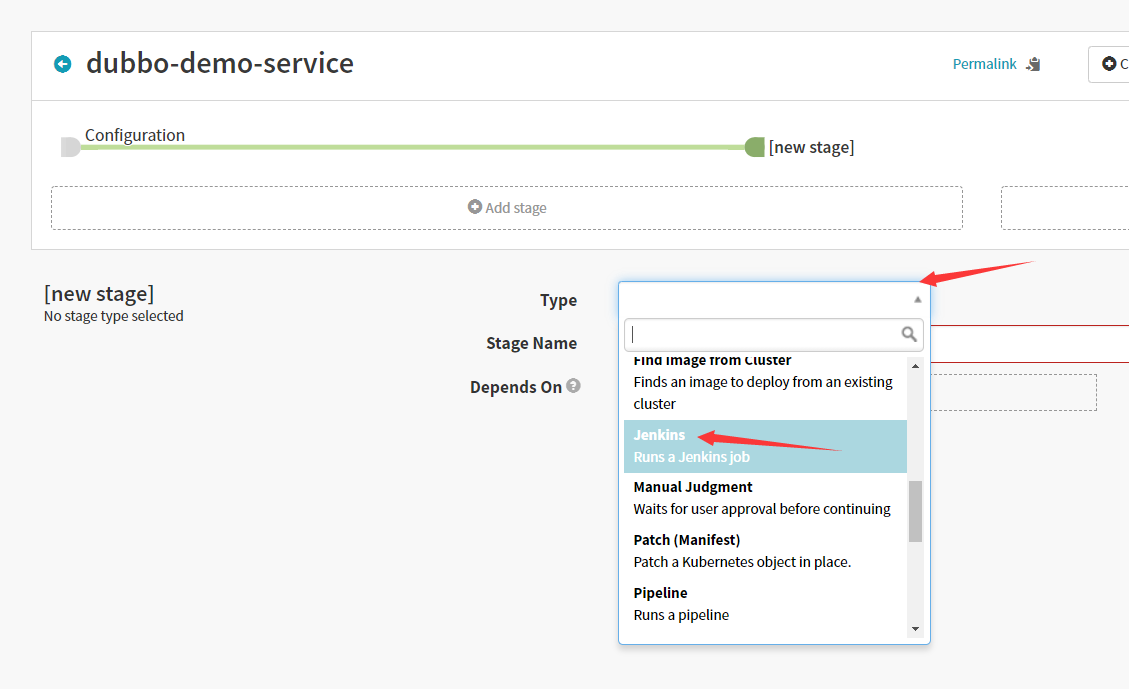 dubbo-demo-service
Permalink
C
Configuration
[new stage]
Add stage
[new stage]
No stage type selected
Type
Stage Name
Depends On
Find Image from Cluster
Finds an image to deploy from an existing
cluster
Jenkins
Runs a Jenkins job
Manual Judgment
Waits for user approval before continuing
Patch (Manifest)
Patch a Kubernetes object in place.
Pipeline
Runs a pipeline